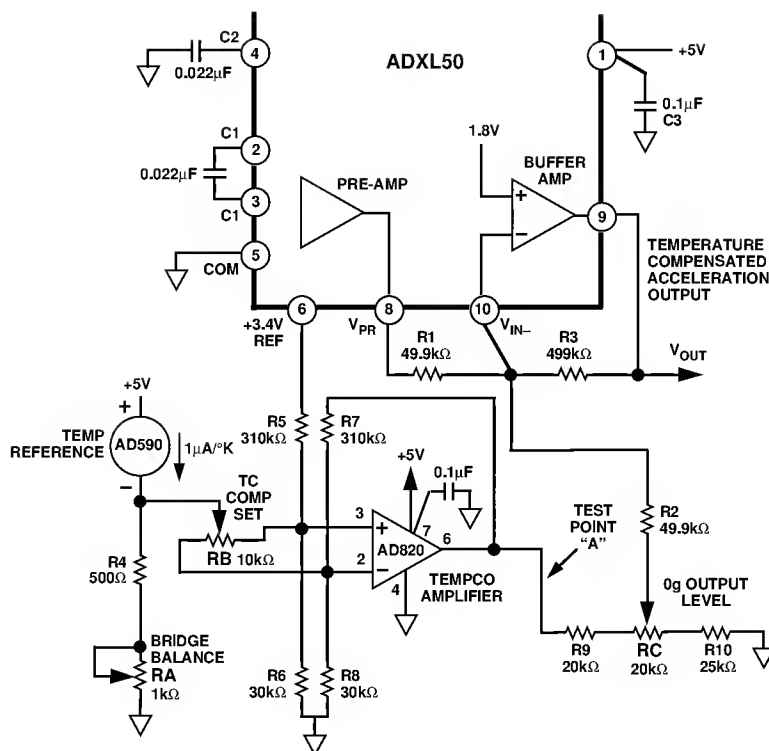 C2
4
0.022µF
C1
2
0.022µF
3
C1
5
COM
ADXL50
1
+5V
0.1µF
C3
1.8V
PRE-AMP
BUFFER
AMP
+
−
9
TEMPERATURE
COMPENSATED
ACCELERATION
OUTPUT
6
+3.4V
REF
8
VPR
10
VIN–
R1
49.9kΩ
R3
499kΩ
VOUT
+5V
+
TEMP
REFERENCE
AD590
1µA/°K
−
R5
310kΩ
R7
310kΩ
TC
COMP
SET
RB 10kΩ
+5V
0.1µF
3
+
2
−
AD820
7
6
4
TEMPCO
AMPLIFIER
TEST
POINT
"A"
R2
49.9kΩ
0g OUTPUT
LEVEL
R4
500Ω
BRIDGE
BALANCE
RA
1kΩ
R6
30kΩ
R8
30kΩ
R9
20kΩ
RC
20kΩ
R10
25kΩ